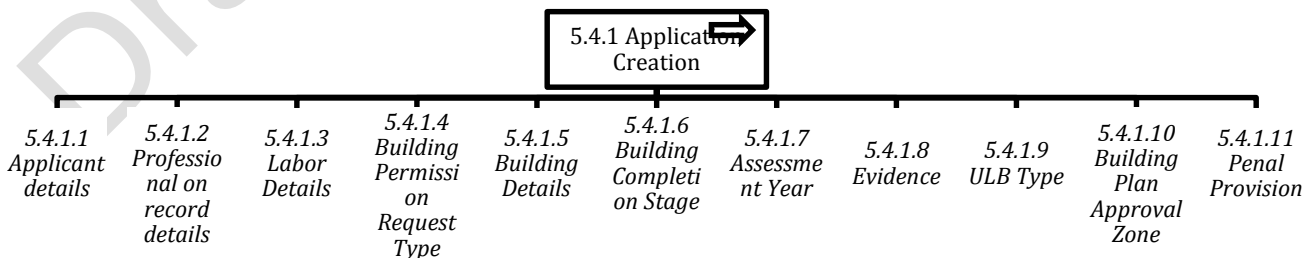 Dra
5.4.1 Application
Creation
5.4.1.1
Applicant
details
5.4.1.2
Professio
nal on
record
details
5.4.1.3
Labor
Details
5.4.1.4
Building
Permissi
on
Request
Type
5.4.1.5
Building
Details
5.4.1.6
Building
Completi
on Stage
5.4.1.7
Assessme
nt Year
5.4.1.8
Evidence
5.4.1.9
ULB Type
5.4.1.10
Building
Plan
Approval
Zone
5.4.1.11
Penal
Provision